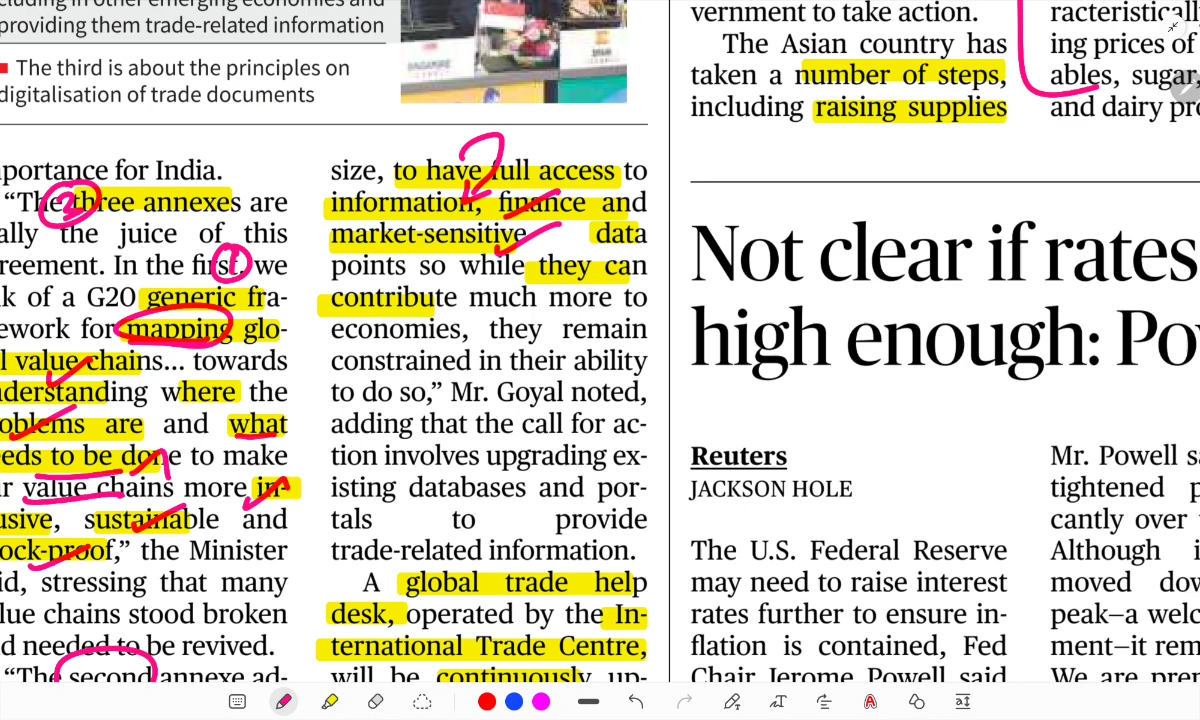 cluding in other emerging economies and
providing them trade-related information
The third is about the principles on
digitalisation of trade documents
SINGAPORE
portance for India.
“The three annexes are
ally the juice of this
reement. In the first, we
k of a G20 generic fra-
ework for mapping glo-
l value chains... towards
nderstanding where the
oblems are and what
eds to be done to make
r value chains more in-
usive, sustainable and
ock-proof,” the Minister
id, stressing that many
lue chains stood broken
d needed to be revived.
“The second annexe ad-
size, to have full access to
information, finance and
market-sensitive data
points so while they can
contribute much more to
economies, they remain
constrained in their ability
to do so,” Mr. Goyal noted,
adding that the call for ac-
tion involves upgrading ex-
isting databases and por-
tals to provide
trade-related information.
A global trade help
desk, operated by the In-
ternational Trade Centre,
will be continuously up-
vernment to take action.
The Asian country has
taken a number of steps,
including raising supplies
racteristically
ing prices of
ables, sugar,
and dairy pro
Not clear if rates
high enough: Po
Reuters
JACKSON HOLE
The U.S. Federal Reserve
may need to raise interest
rates further to ensure in-
flation is contained, Fed
Chair Jerome Powell said
Mr. Powell sa
tightened p
cantly over
Although i
moved dow
peak—a welc
ment—it rem
We are prep